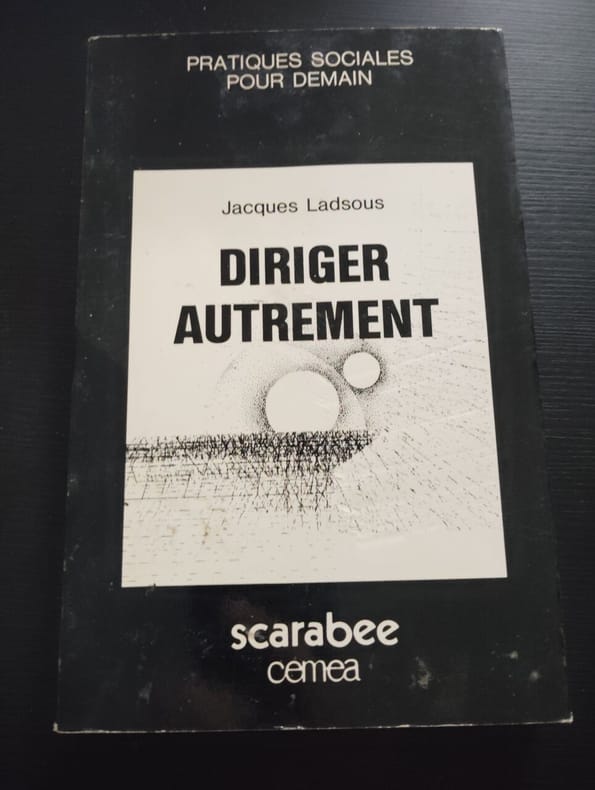 PRATIQUES SOCIALES
POUR DEMAIN
Jacques Ladsous
DIRIGER
AUTREMENT
scarabee
cemea